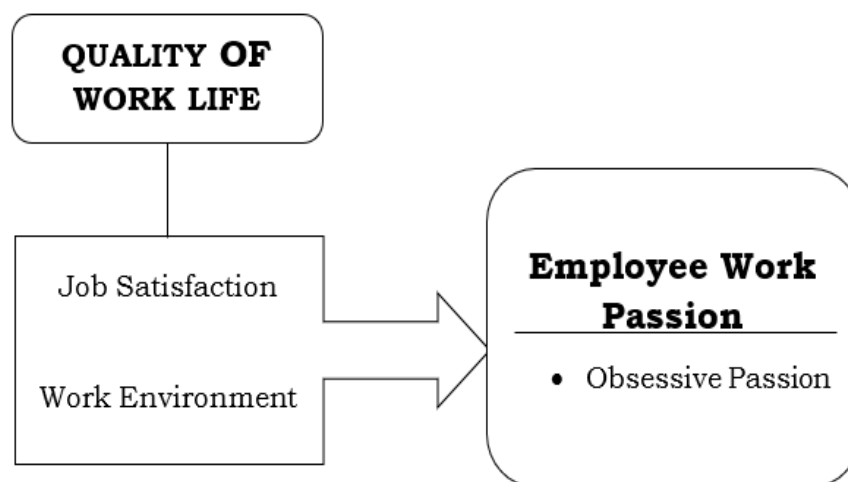 QUALITY OF
WORK LIFE
Job Satisfaction
Work Environment
Employee Work
Passion
• Obsessive Passion